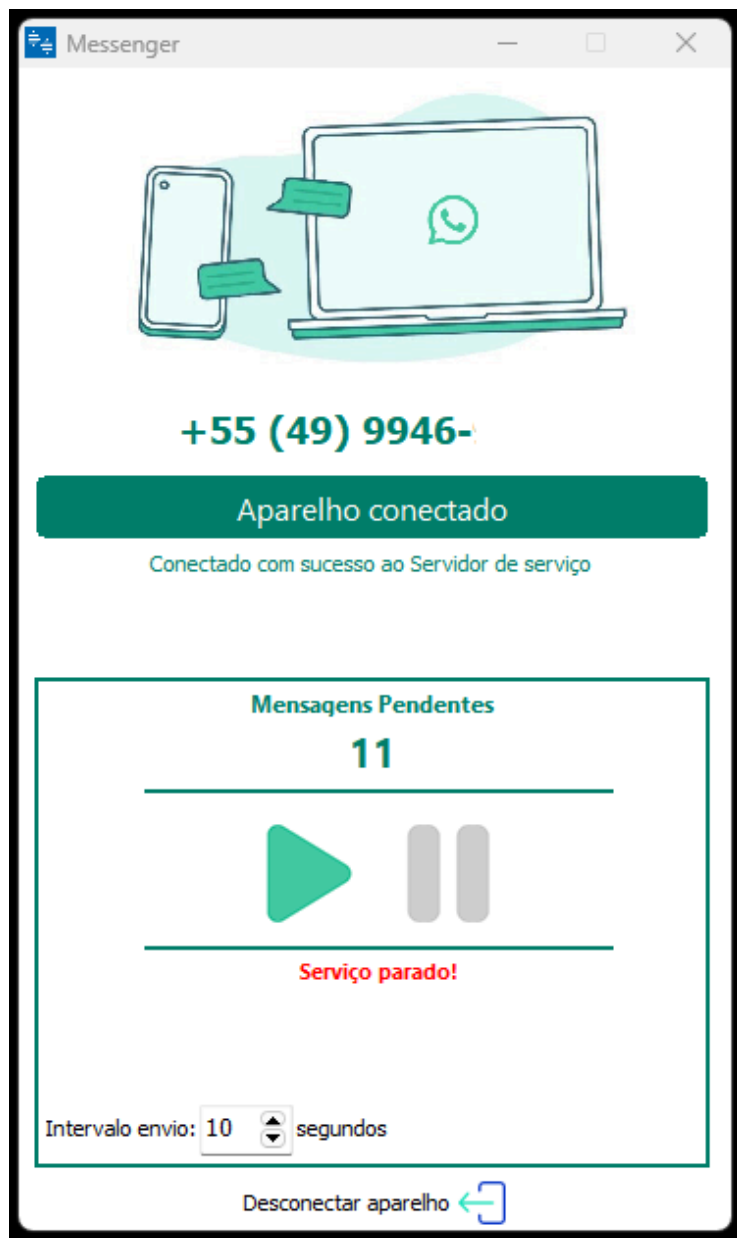 Messenger
+55 (49) 9946-
Aparelho conectado
Conectado com sucesso ao Servidor de serviço
Mensagens Pendentes
11
Serviço parado!
Intervalo envio: 10 segundos
Desconectar aparelho